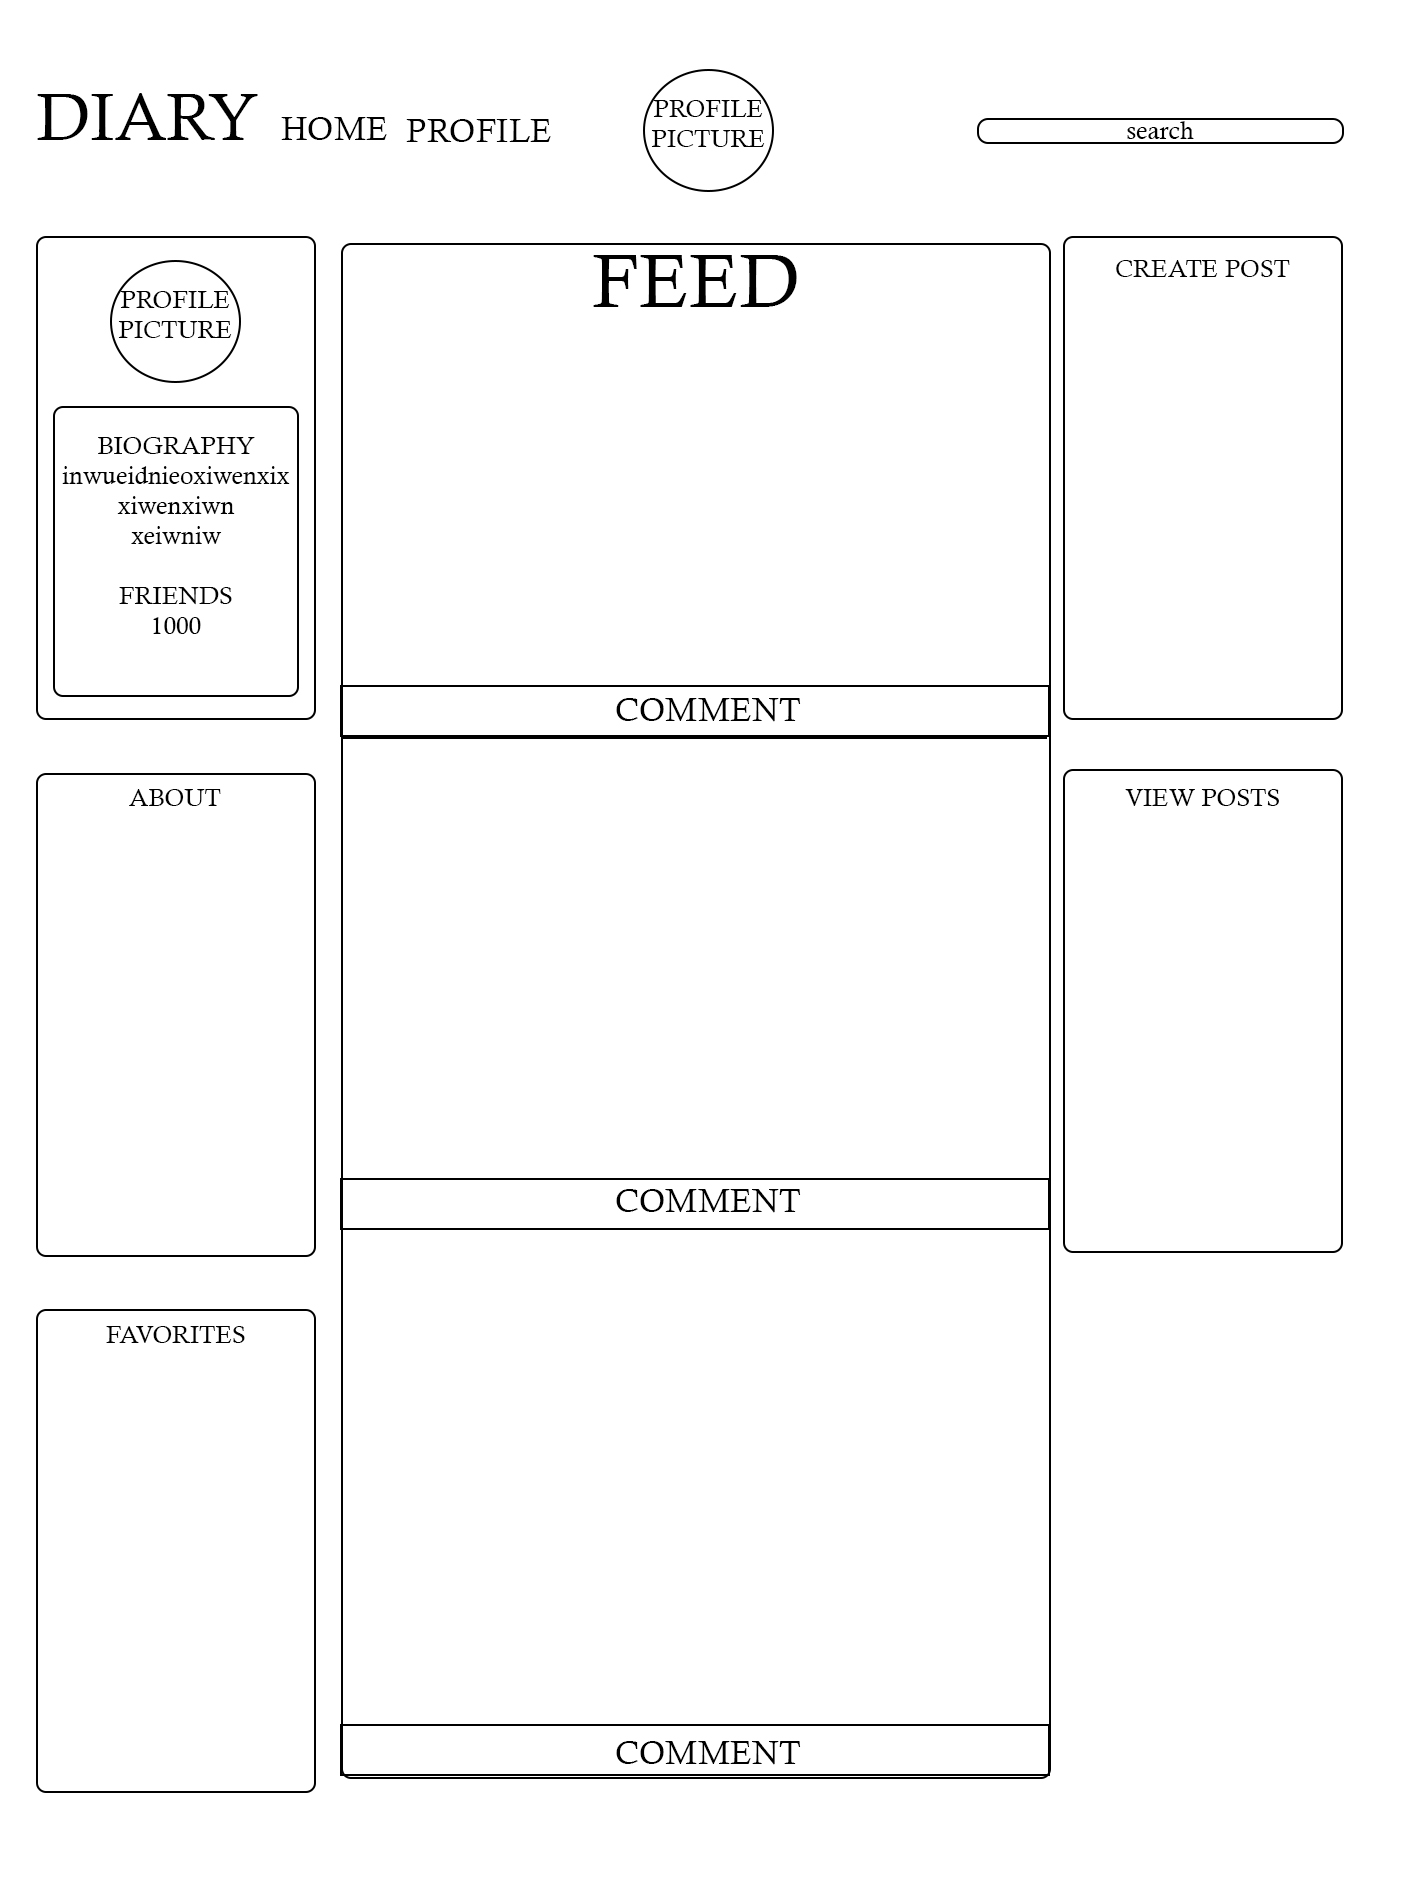 DIARY HOME PROFILE
PROFILE
PICTURE
search
PROFILE
PICTURE
BIOGRAPHY
inwueidnieoxiwenxix
xiwenxiwn
xeiwniw
FRIENDS
1000
ABOUT
FAVORITES
FEED
COMMENT
COMMENT
COMMENT
CREATE POST
VIEW POSTS